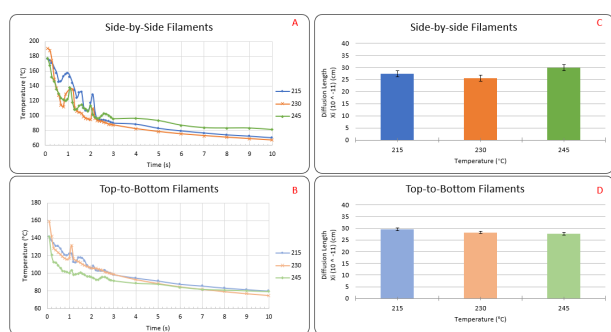 Side-by-Side Filaments
A
Temperature (°C)
200
180
160
140
120
100
80
60
0 1 2 3 4 5 6 7 8 9 10
Time (s)
215
230
245
Side-by-side Filaments
C
Diffusion Length
Xi (10 ^ -11) (cm)
40
35
30
25
20
15
10
5
0
215 230 245
Temperature (°C)
Top-to-Bottom Filaments
B
Temperature (°C)
180
160
140
120
100
80
60
0 1 2 3 4 5 6 7 8 9 10
Time (s)
215
230
245
Top-to-Bottom Filaments
D
Diffusion Length
Xi (10 ^ -11) (cm)
40
35
30
25
20
15
10
5
0
215 230 245
Temperature (°C)